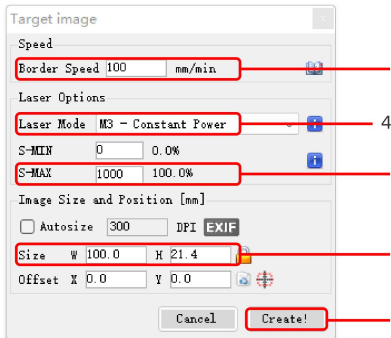 Target image
Speed
Border Speed 100 mm/min
Laser Options
Laser Mode M3 - Constant Power
4
S-MIN 0 0.0%
S-MAX 1000 100.0%
Image Size and Position [mm]
Autosize 300 DPI EXIF
Size W 100.0 H 21.4
Offset X 0.0 Y 0.0
Cancel Create!